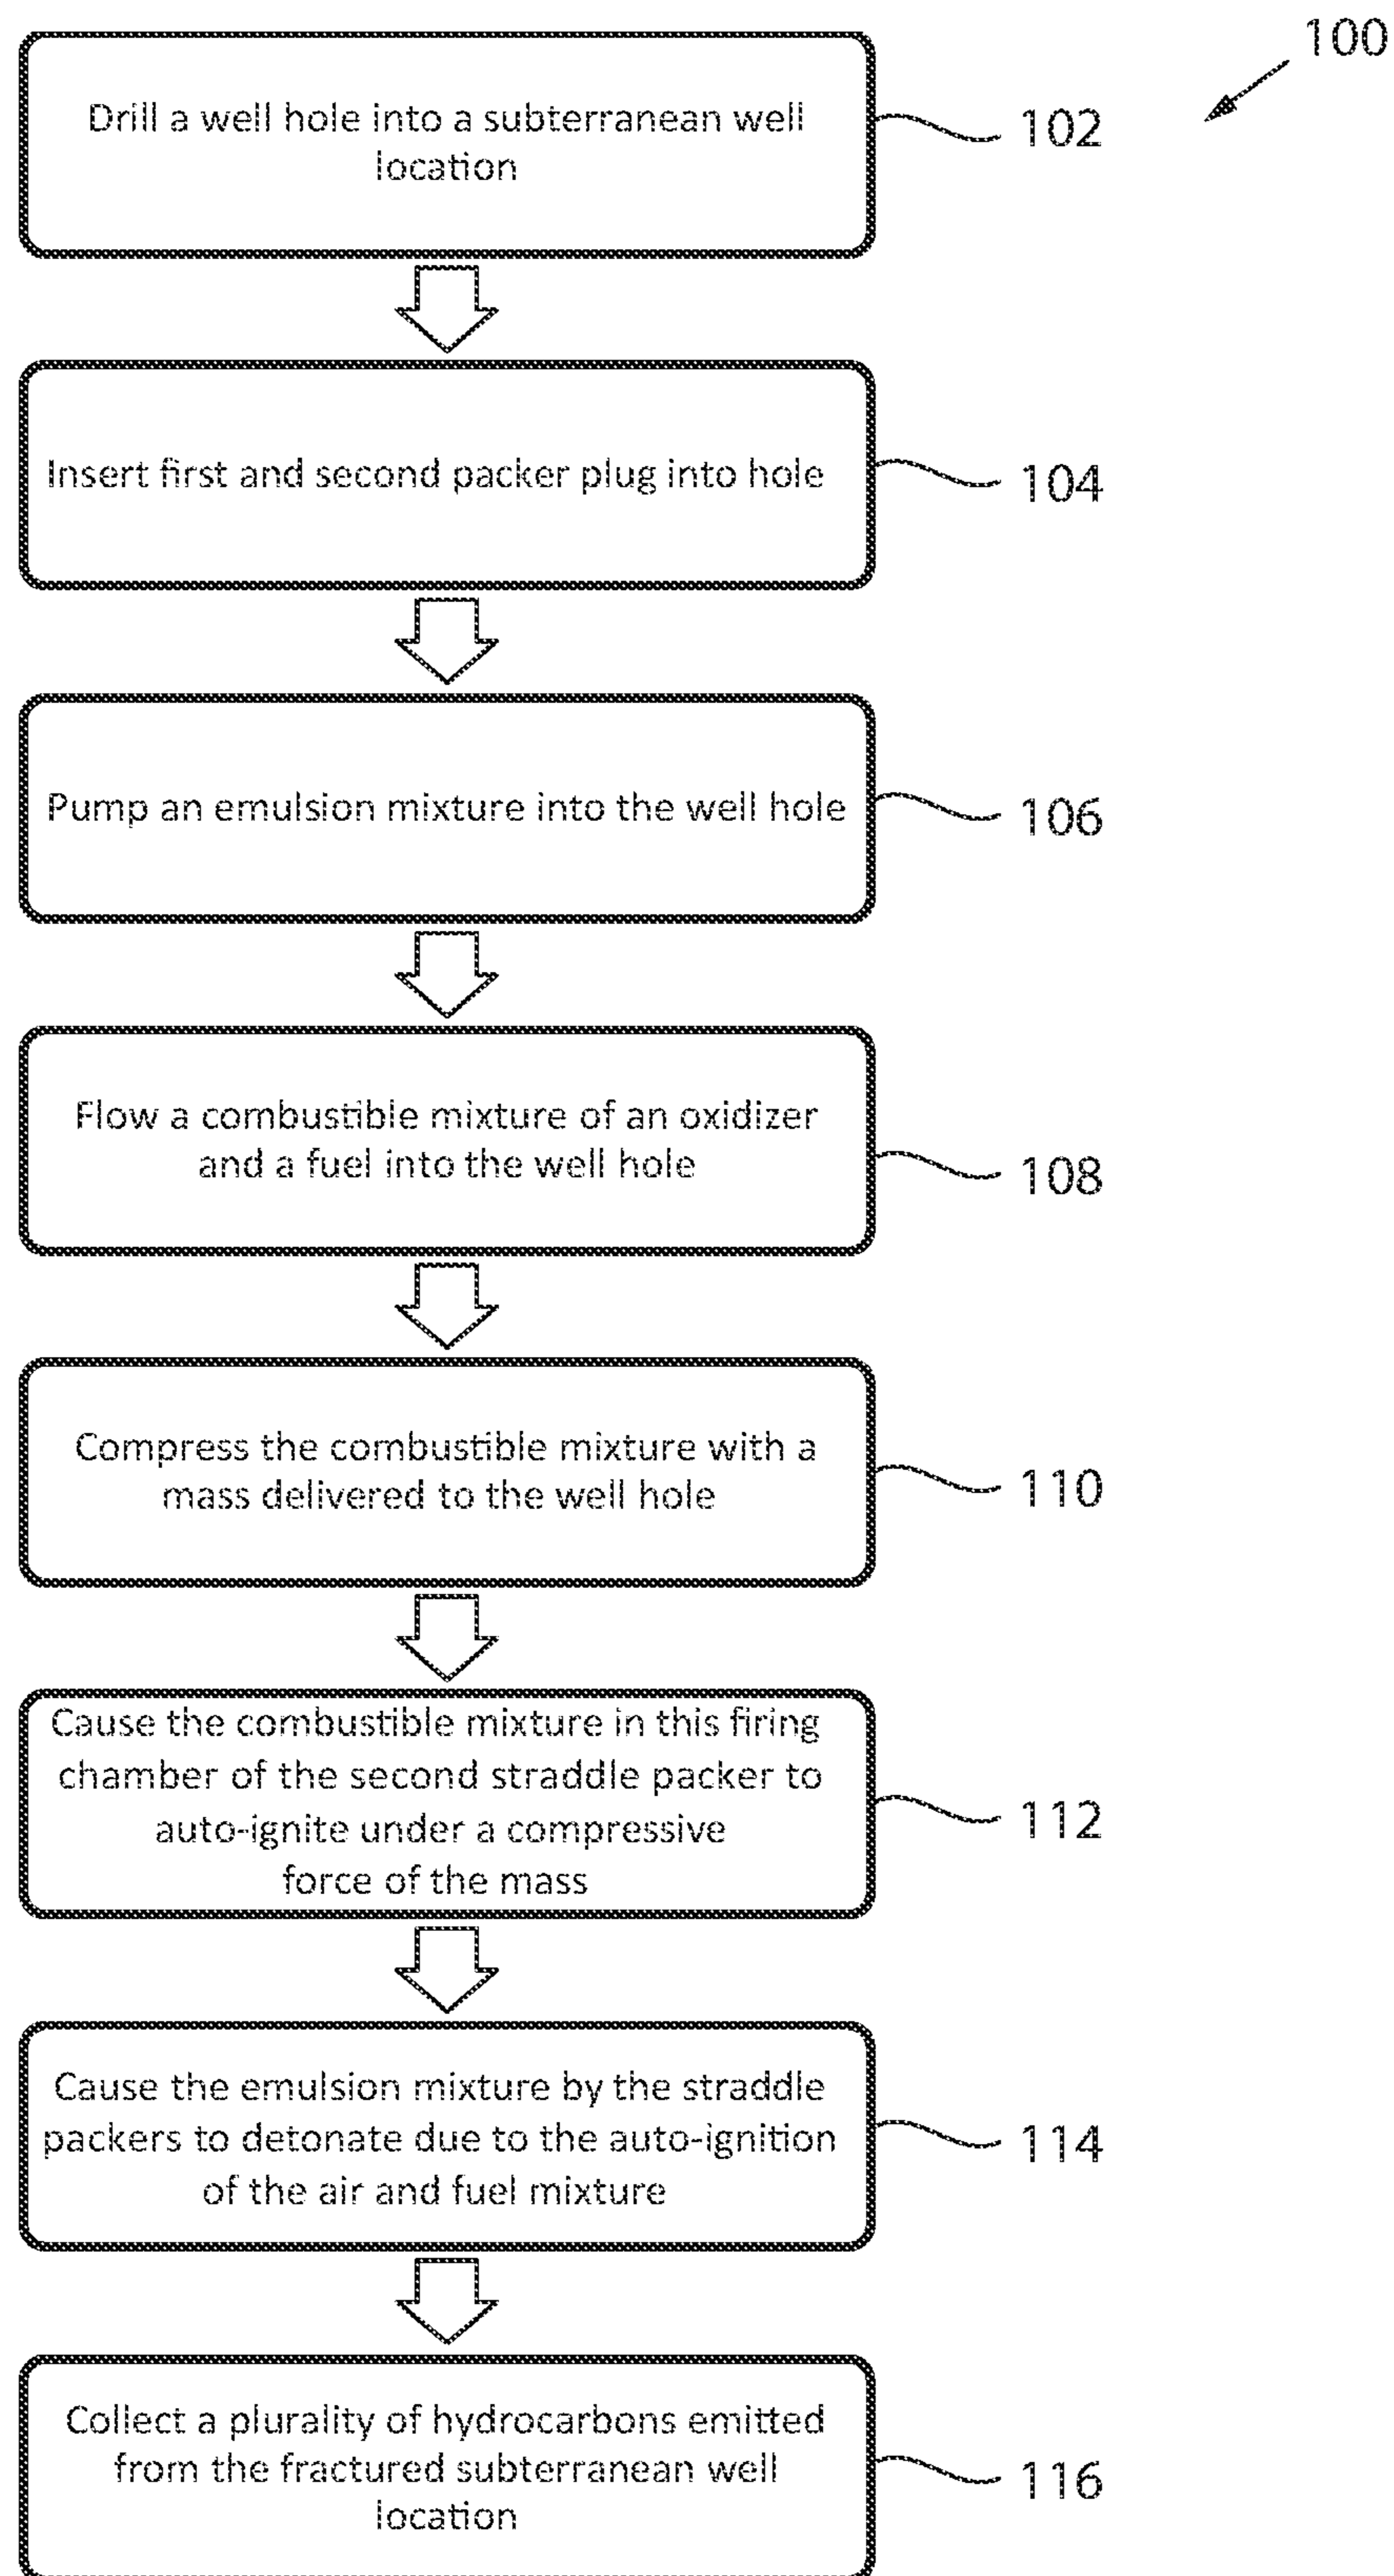 100
Drill a well hole into a subterranean well
location
102
Insert first and second packer plug into hole
104
Pump an emulsion mixture into the well hole
106
Flow a combustible mixture of an oxidizer
and a fuel into the well hole
108
Compress the combustible mixture with a
mass delivered to the well hole
110
Cause the combustible mixture in this firing
chamber of the second straddle packer to
auto-ignite under a compressive
force of the mass
112
Cause the emulsion mixture by the straddle
packers to detonate due to the auto-ignition
of the air and fuel mixture
114
Collect a plurality of hydrocarbons emitted
from the fractured subterranean well
location
116